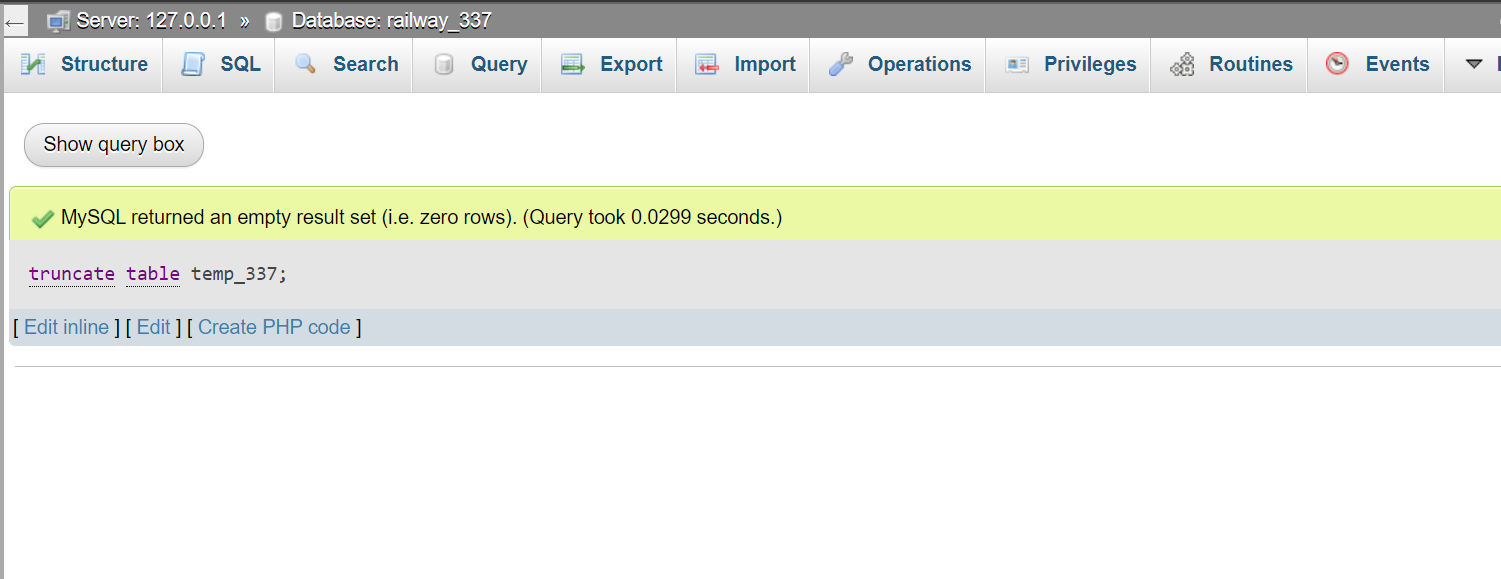 ← Server: 127.0.0.1 » Database: railway_337
Structure SQL Search Query Export Import Operations Privileges Routines Events
Show query box
MySQL returned an empty result set (i.e. zero rows). (Query took 0.0299 seconds.)
truncate table temp_337;
[ Edit inline ] [ Edit ] [ Create PHP code ]